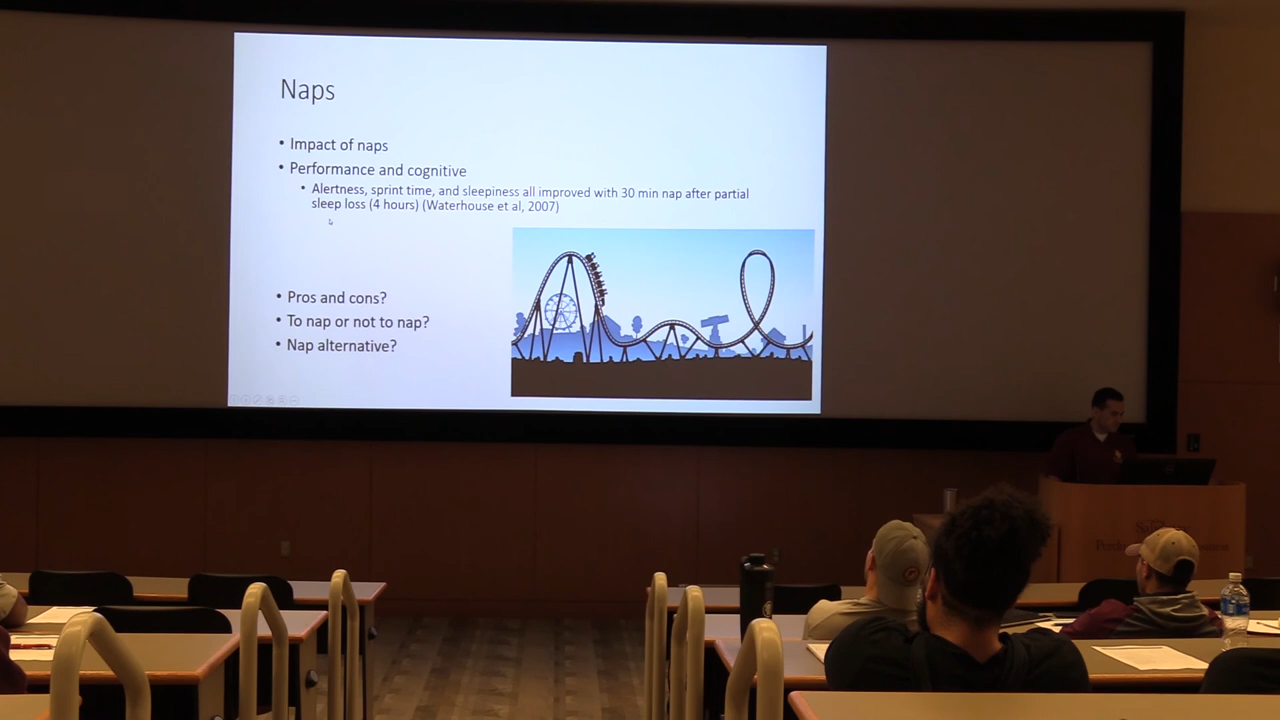 Naps
• Impact of naps
• Performance and cognitive
• Alertness, sprint time, and sleepiness all improved with 30 min nap after partial
sleep loss (4 hours) (Waterhouse et al, 2007)
• Pros and cons?
• To nap or not to nap?
• Nap alternative?